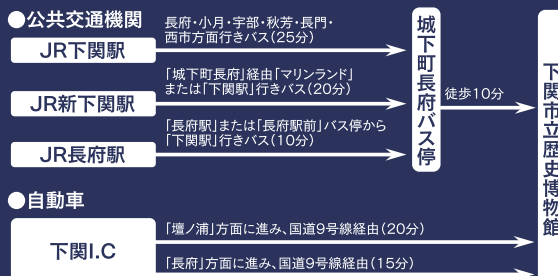 ●公共交通機関
JR下関駅
長府・小月・宇部・秋芳・長門・
西市方面行きバス(25分)
JR新下関駅
「城下町長府」経由「マリンランド」
または「下関駅」行きバス(20分)
JR長府駅
「長府駅」または「長府駅前」バス停から
「下関駅」行きバス(10分)
城下町長府バス停
徒歩10分
下関市立歴史博物館
●自動車
下関I.C
「壇ノ浦」方面に進み、国道9号線経由(20分)
「長府」方面に進み、国道9号線経由(15分)